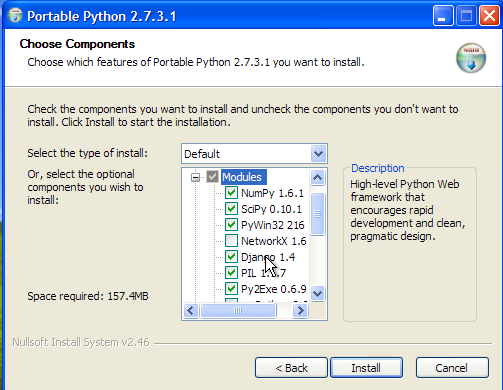 Portable Python 2.7.3.1
Choose Components
Choose which features of Portable Python 2.7.3.1 you want to install.
Check the components you want to install and uncheck the components you don't want to
install. Click Install to start the installation.
Select the type of install:
Default
Or, select the optional
components you wish to
install:
Modules
NumPy 1.6.1
SciPy 0.10.1
PyWin32 216
NetworkX 1.6
Django 1.4
PIL 1.1.7
Py2Exe 0.6.9
Description
High-level Python Web
framework that
encourages rapid
development and clean,
pragmatic design.
Space required: 157.4MB
Nullsoft Install System v2.46
< Back
Install
Cancel